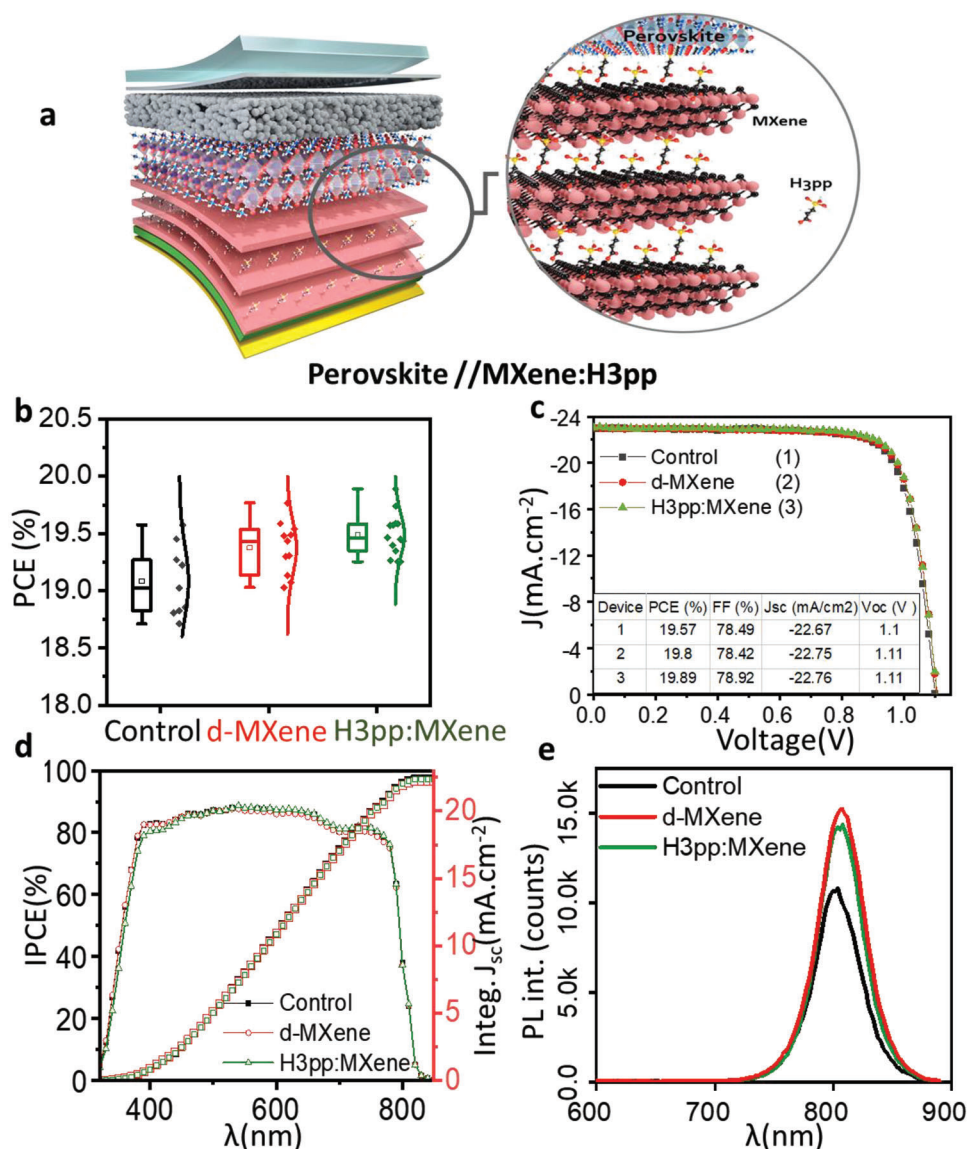 a
Perovskite
MXene
H3pp
Perovskite //MXene:H3pp
b
20.5
20.0
19.5
19.0
18.5
18.0
PCE (%)
Control d-MXene H3pp:MXene
c
-24
-20
-16
-12
-8
-4
0
J(mA.cm-2)
Control (1)
d-MXene (2)
H3pp:MXene (3)
Device PCE (%) FF (%) Jsc (mA/cm2) Voc (V )
1 19.57 78.49 -22.67 1.1
2 19.8 78.42 -22.75 1.11
3 19.89 78.92 -22.76 1.11
0.0 0.2 0.4 0.6 0.8 1.0
Voltage(V)
d
100
80
60
40
20
0
IPCE(%)
Control
d-MXene
H3pp:MXene
20
15
10
5
0
Integ. Jsc(mA.cm-2)
400 600 800
λ(nm)
e
Control
d-MXene
H3pp:MXene
15.0k
10.0k
5.0k
0.0
PL int. (counts)
600 700 800 900
λ(nm)